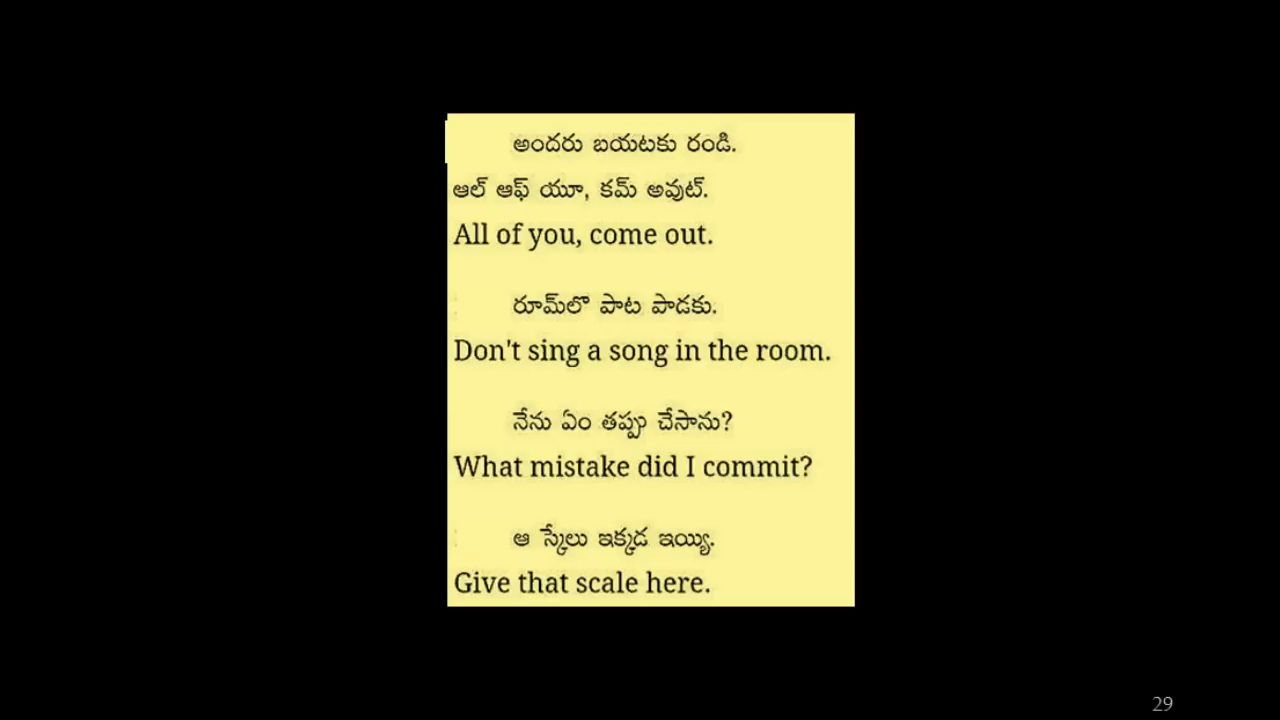 అందరు బయటకు రండి.
ఆల్ ఆఫ్ యూ, కమ్ అవుట్.
All of you, come out.
రూమ్‌లొ పాట పాడకు.
Don't sing a song in the room.
నేను ఏం తప్పు చేసాను?
What mistake did I commit?
ఆ స్కేలు ఇక్కడ ఇయ్యి.
Give that scale here.
29